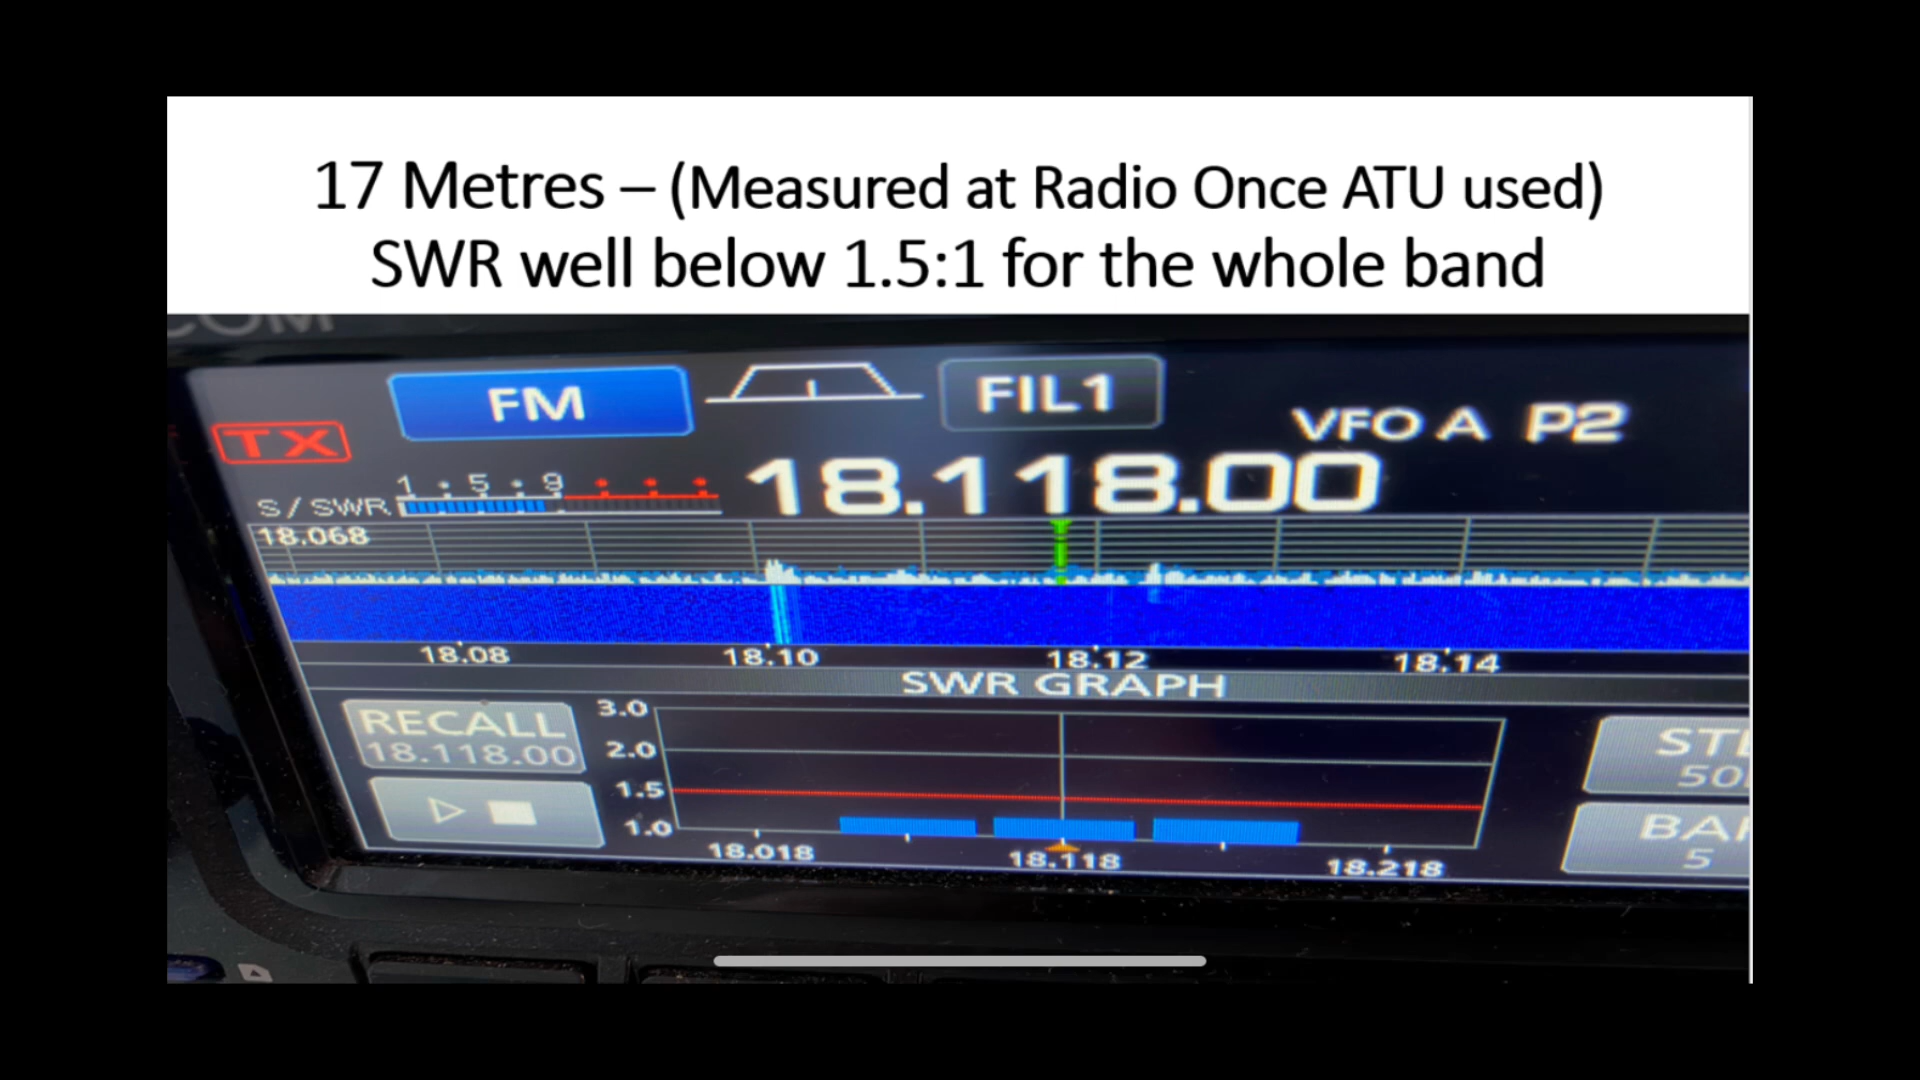 17 Metres – (Measured at Radio Once ATU used)
SWR well below 1.5:1 for the whole band
FM
FIL1
VFO A P2
TX
1 • 5 • 9
S / SWR
18.118.00
18.068
18.08 18.10 18.12 18.14
SWR GRAPH
RECALL
18.118.00
3.0
2.0
1.5
1.0
18.018 18.118 18.218
5